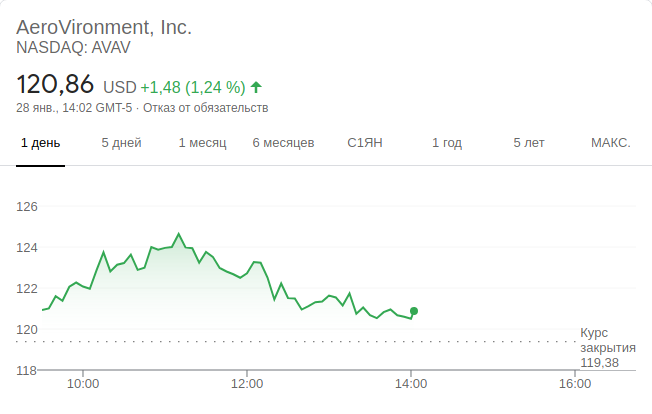 AeroVironment, Inc.
NASDAQ: AVAV
120,86 USD +1,48 (1,24 %)
28 янв., 14:02 GMT-5 · Отказ от обязательств
1 день 5 дней 1 месяц 6 месяцев С1ЯН 1 год 5 лет МАКС.
126
124
122
120
Курс
закрытия
119,38
118
10:00 12:00 14:00 16:00